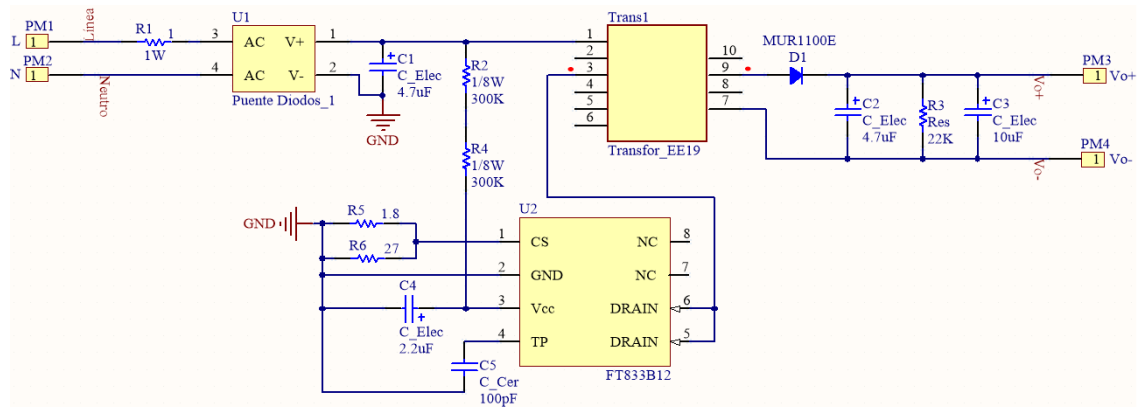 PM1
L 1
Linea
R1
1
1W
PM2
N 1
Neutro
U1
3 AC V+ 1
4 AC V- 2
Puente Diodos_1
C1
C_Elec
4.7uF
GND
R2
1/8W
300K
R4
1/8W
300K
Trans1
1
2
3
4
5
6
10
9
8
7
Transfor_EE19
MUR1100E
D1
C2
C_Elec
4.7uF
R3
Res
22K
C3
C_Elec
10uF
Vo+
PM3
1 Vo+
PM4
1 Vo-
Vo-
GND
R5
1.8
R6
27
C4
C_Elec
2.2uF
C5
C_Cer
100pF
U2
1 CS NC 8
2 GND NC 7
3 Vcc DRAIN 6
4 TP DRAIN 5
FT833B12